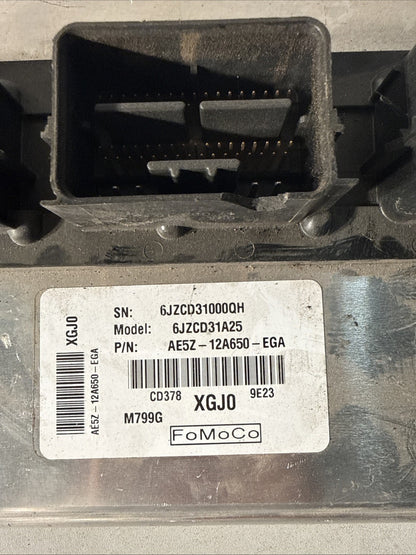 XGJ0
AE5Z-12A650-EGA
SN: 6JZCD31000QH
Model: 6JZCD31A25
P/N: AE5Z-12A650-EGA
CD378 XGJ0 9E23
M799G FoMoCo